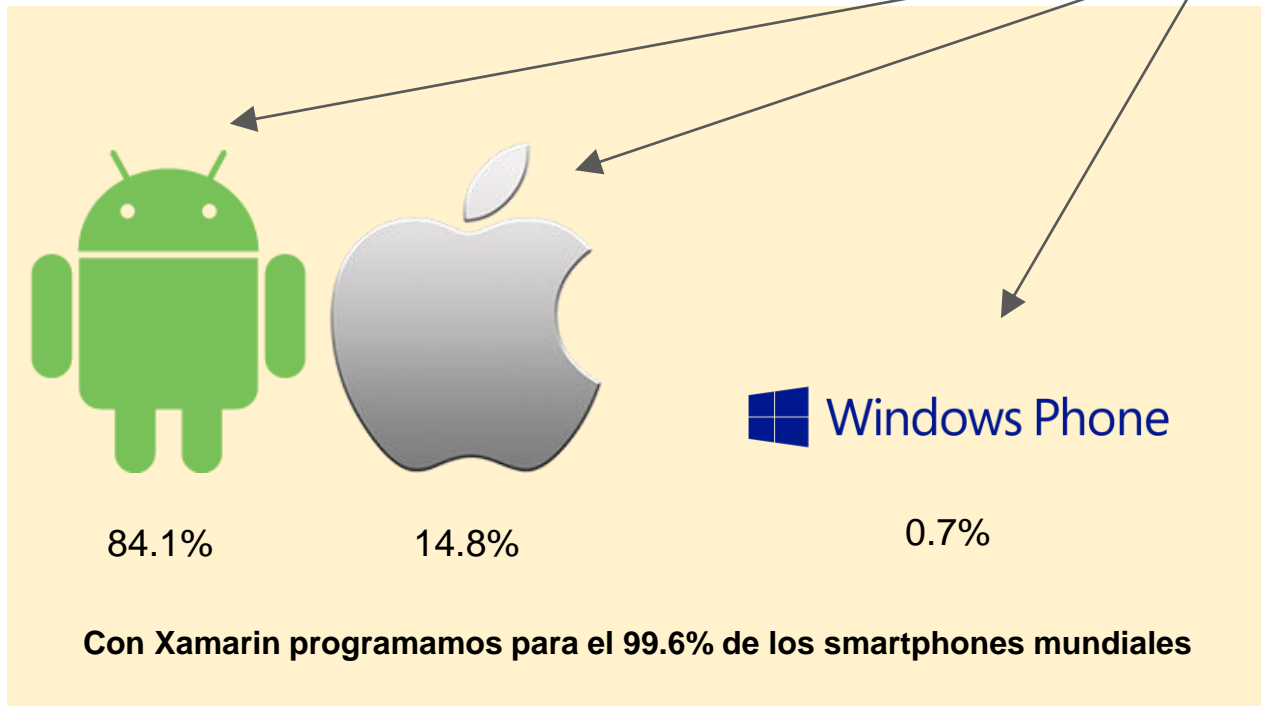 Windows Phone
84.1%
14.8%
0.7%
Con Xamarin programamos para el 99.6% de los smartphones mundiales